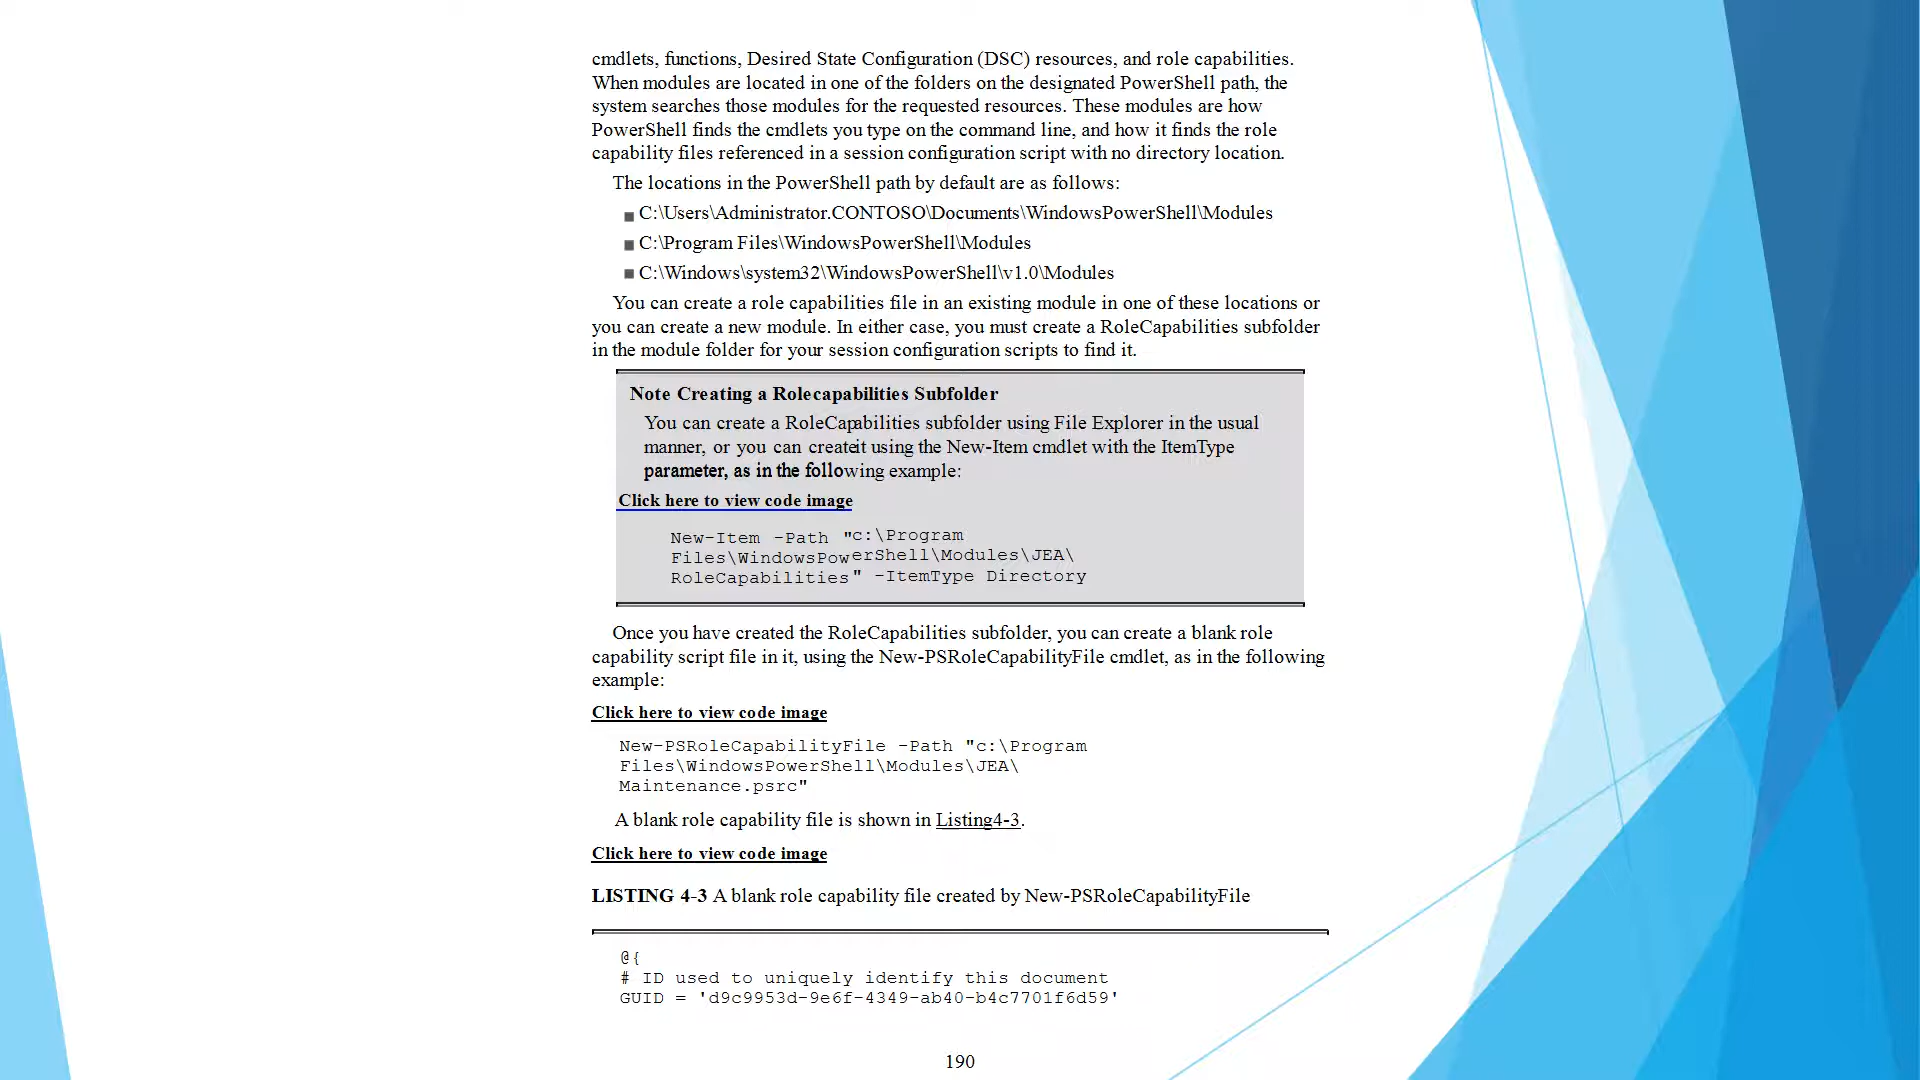 cmdlets, functions, Desired State Configuration (DSC) resources, and role capabilities.
When modules are located in one of the folders on the designated PowerShell path, the
system searches those modules for the requested resources. These modules are how
PowerShell finds the cmdlets you type on the command line, and how it finds the role
capability files referenced in a session configuration script with no directory location.
The locations in the PowerShell path by default are as follows:
■ C:\Users\Administrator.CONTOSO\Documents\WindowsPowerShell\Modules
■ C:\Program Files\WindowsPowerShell\Modules
■ C:\Windows\system32\WindowsPowerShell\v1.0\Modules
You can create a role capabilities file in an existing module in one of these locations or
you can create a new module. In either case, you must create a RoleCapabilities subfolder
in the module folder for your session configuration scripts to find it.
Note Creating a Rolecapabilities Subfolder
You can create a RoleCapabilities subfolder using File Explorer in the usual
manner, or you can createit using the New-Item cmdlet with the ItemType
parameter, as in the following example:
Click here to view code image
New-Item -Path "c:\Program
Files\WindowsPowerShell\Modules\JEA\
RoleCapabilities" -ItemType Directory
Once you have created the RoleCapabilities subfolder, you can create a blank role
capability script file in it, using the New-PSRoleCapabilityFile cmdlet, as in the following
example:
Click here to view code image
New-PSRoleCapabilityFile -Path "c:\Program
Files\WindowsPowerShell\Modules\JEA\
Maintenance.psrc"
A blank role capability file is shown in Listing4-3.
Click here to view code image
LISTING 4-3 A blank role capability file created by New-PSRoleCapabilityFile
@{
# ID used to uniquely identify this document
GUID = 'd9c9953d-9e6f-4349-ab40-b4c7701f6d59'
190